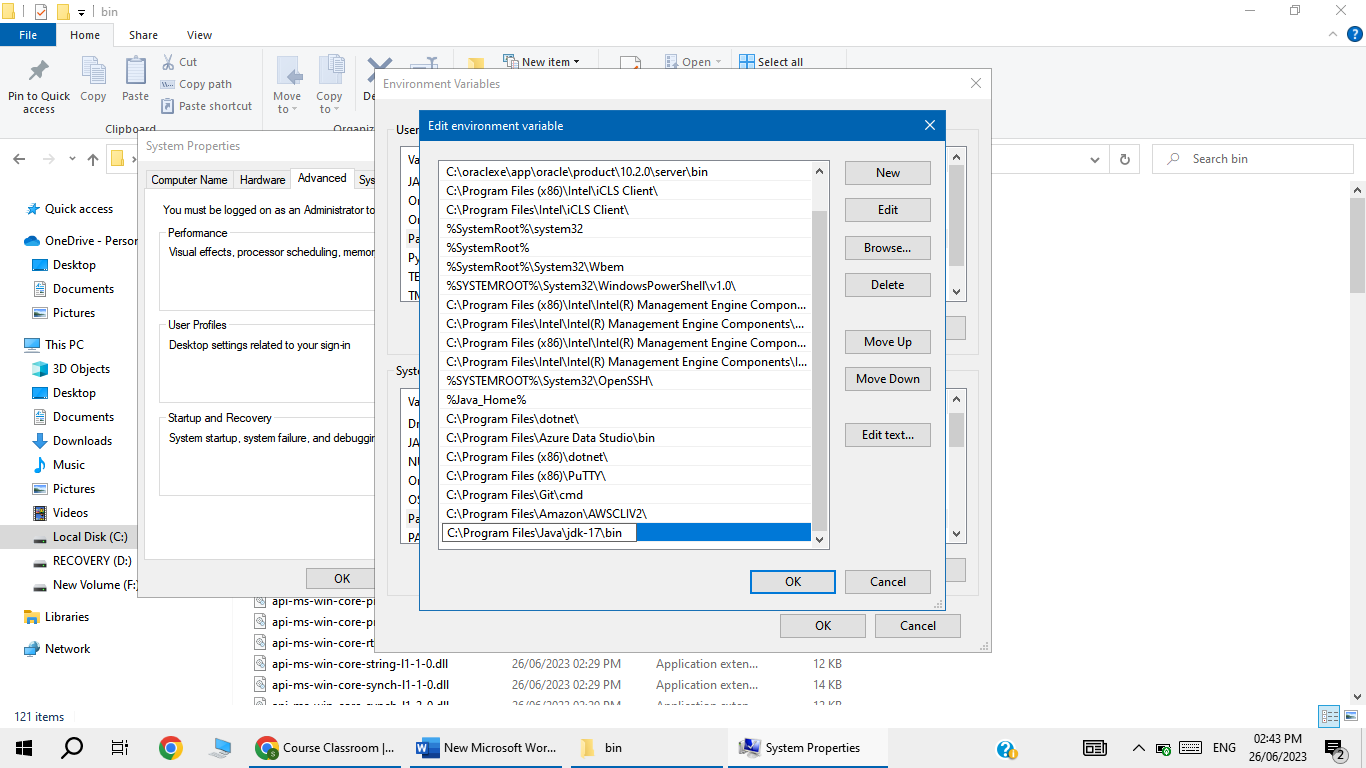 bin
File
Home
Share
View
Pin to Quick access
Copy
Paste
Cut
Copy path
Paste shortcut
Clipboard
Move to
Copy to
New item
Open
Select all
Search bin
Environment Variables
System Properties
Computer Name
Hardware
Advanced
You must be logged on as an Administrator to
Performance
Visual effects, processor scheduling, memor
User Profiles
Desktop settings related to your sign-in
Startup and Recovery
System startup, system failure, and debuggin
OK
Edit environment variable
C:\oraclexe\app\oracle\product\10.2.0\server\bin
C:\Program Files (x86)\Intel\iCLS Client\
C:\Program Files\Intel\iCLS Client\
%SystemRoot%\system32
%SystemRoot%
%SystemRoot%\System32\Wbem
%SYSTEMROOT%\System32\WindowsPowerShell\v1.0\
C:\Program Files (x86)\Intel\Intel(R) Management Engine Compon...
C:\Program Files\Intel\Intel(R) Management Engine Components\...
C:\Program Files (x86)\Intel\Intel(R) Management Engine Compon...
C:\Program Files\Intel\Intel(R) Management Engine Components\I...
%SYSTEMROOT%\System32\OpenSSH\
%Java_Home%
C:\Program Files\dotnet\
C:\Program Files\Azure Data Studio\bin
C:\Program Files (x86)\dotnet\
C:\Program Files (x86)\PuTTY\
C:\Program Files\Git\cmd
C:\Program Files\Amazon\AWSCLIV2\
C:\Program Files\Java\jdk-17\bin
New
Edit
Browse...
Delete
Move Up
Move Down
Edit text...
OK
Cancel
OK
Cancel
Quick access
OneDrive - Person
Desktop
Documents
Pictures
This PC
3D Objects
Desktop
Documents
Downloads
Music
Pictures
Videos
Local Disk (C:)
RECOVERY (D:)
New Volume (F:)
Libraries
Network
api-ms-win-core-string-l1-1-0.dll 26/06/2023 02:29 PM Application exten... 12 KB
api-ms-win-core-synch-l1-1-0.dll 26/06/2023 02:29 PM Application exten... 14 KB
121 items
Course Classroom |...
New Microsoft Wor...
bin
System Properties
ENG
02:43 PM
26/06/2023
2